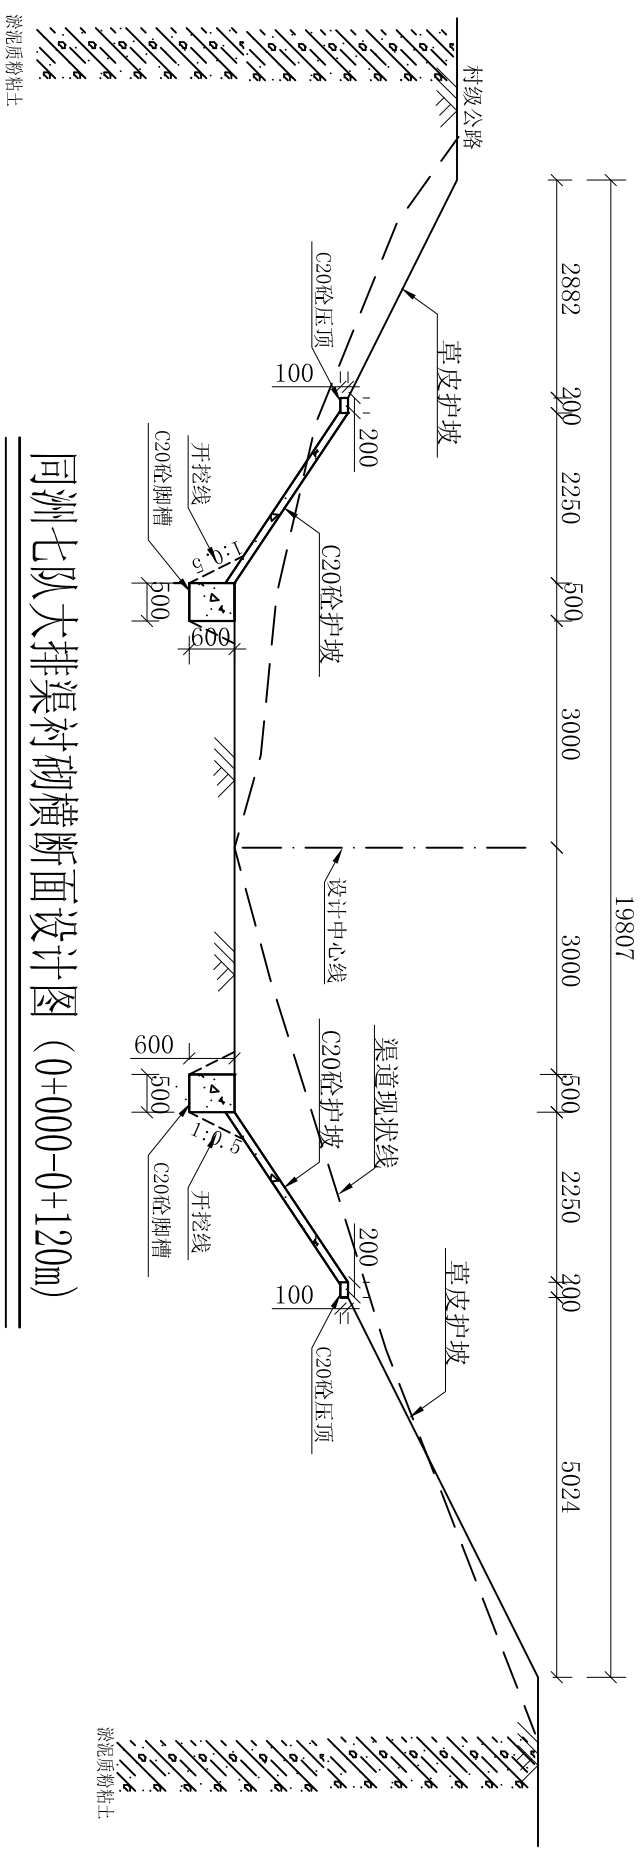 19807
2882 200 2250 500 3000 3000 500 2250 200 5024
村级公路
草皮护坡
草皮护坡
渠道现状线
200
200
C20砼护坡
设计中心线
C20砼护坡
C20砼压顶
100
100
C20砼压顶
1:0.5
600
1:0.5
开挖线
开挖线
500
600
500
C20砼脚槽
C20砼脚槽
淤泥质粉粘土
淤泥质粉粘土
同洲七队大排渠衬砌横断面设计图（0+000-0+120m）